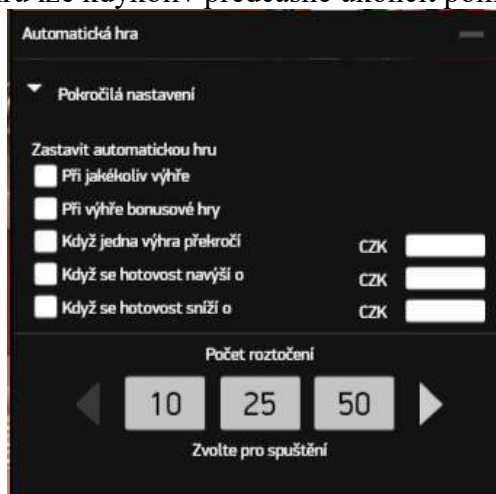 Automatická hra
Pokročilá nastavení
Zastavit automatickou hru
Při jakékoliv výhře
Při výhře bonusové hry
Když jedna výhra překročí CZK
Když se hotovost navýší o CZK
Když se hotovost sníží o CZK
Počet roztočení
10 25 50
Zvolte pro spuštění